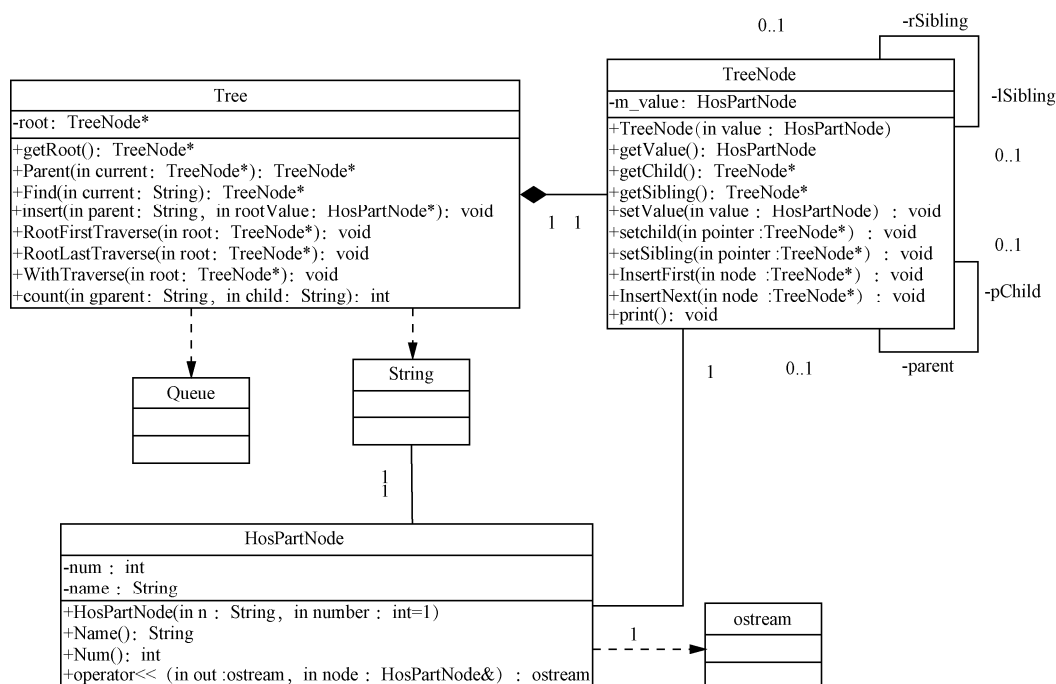 0..1
-rSibling
TreeNode
-lSibling
-m_value: HosPartNode
+TreeNode(in value : HosPartNode)
+getValue(): HosPartNode
+getChild(): TreeNode*
+getSibling(): TreeNode*
+setValue(in value : HosPartNode) : void
+setchild(in pointer :TreeNode*) : void
+setSibling(in pointer :TreeNode*) : void
+InsertFirst(in node :TreeNode*) : void
+InsertNext(in node :TreeNode*) : void
+print(): void
0..1
0..1
-pChild
-parent
0..1
1
Tree
-root: TreeNode*
+getRoot(): TreeNode*
+Parent(in current: TreeNode*): TreeNode*
+Find(in current: String): TreeNode*
+insert(in parent: String, in rootValue: HosPartNode*): void
+RootFirstTraverse(in root: TreeNode*): void
+RootLastTraverse(in root: TreeNode*): void
+WithTraverse(in root: TreeNode*): void
+count(in gparent: String, in child: String): int
1 1
Queue
String
1
1
HosPartNode
-num : int
-name : String
+HosPartNode(in n : String, in number : int=1)
+Name(): String
+Num(): int
+operator<< (in out :ostream, in node : HosPartNode&) : ostream
1
ostream